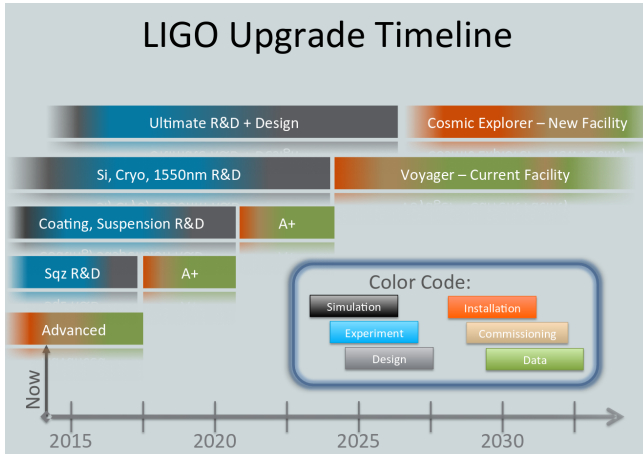 LIGO Upgrade Timeline
Ultimate R&D + Design
Cosmic Explorer – New Facility
Si, Cryo, 1550nm R&D
Voyager – Current Facility
Coating, Suspension R&D
A+
Sqz R&D
A+
Advanced
Color Code:
Simulation
Installation
Experiment
Commissioning
Design
Data
Now
2015
2020
2025
2030